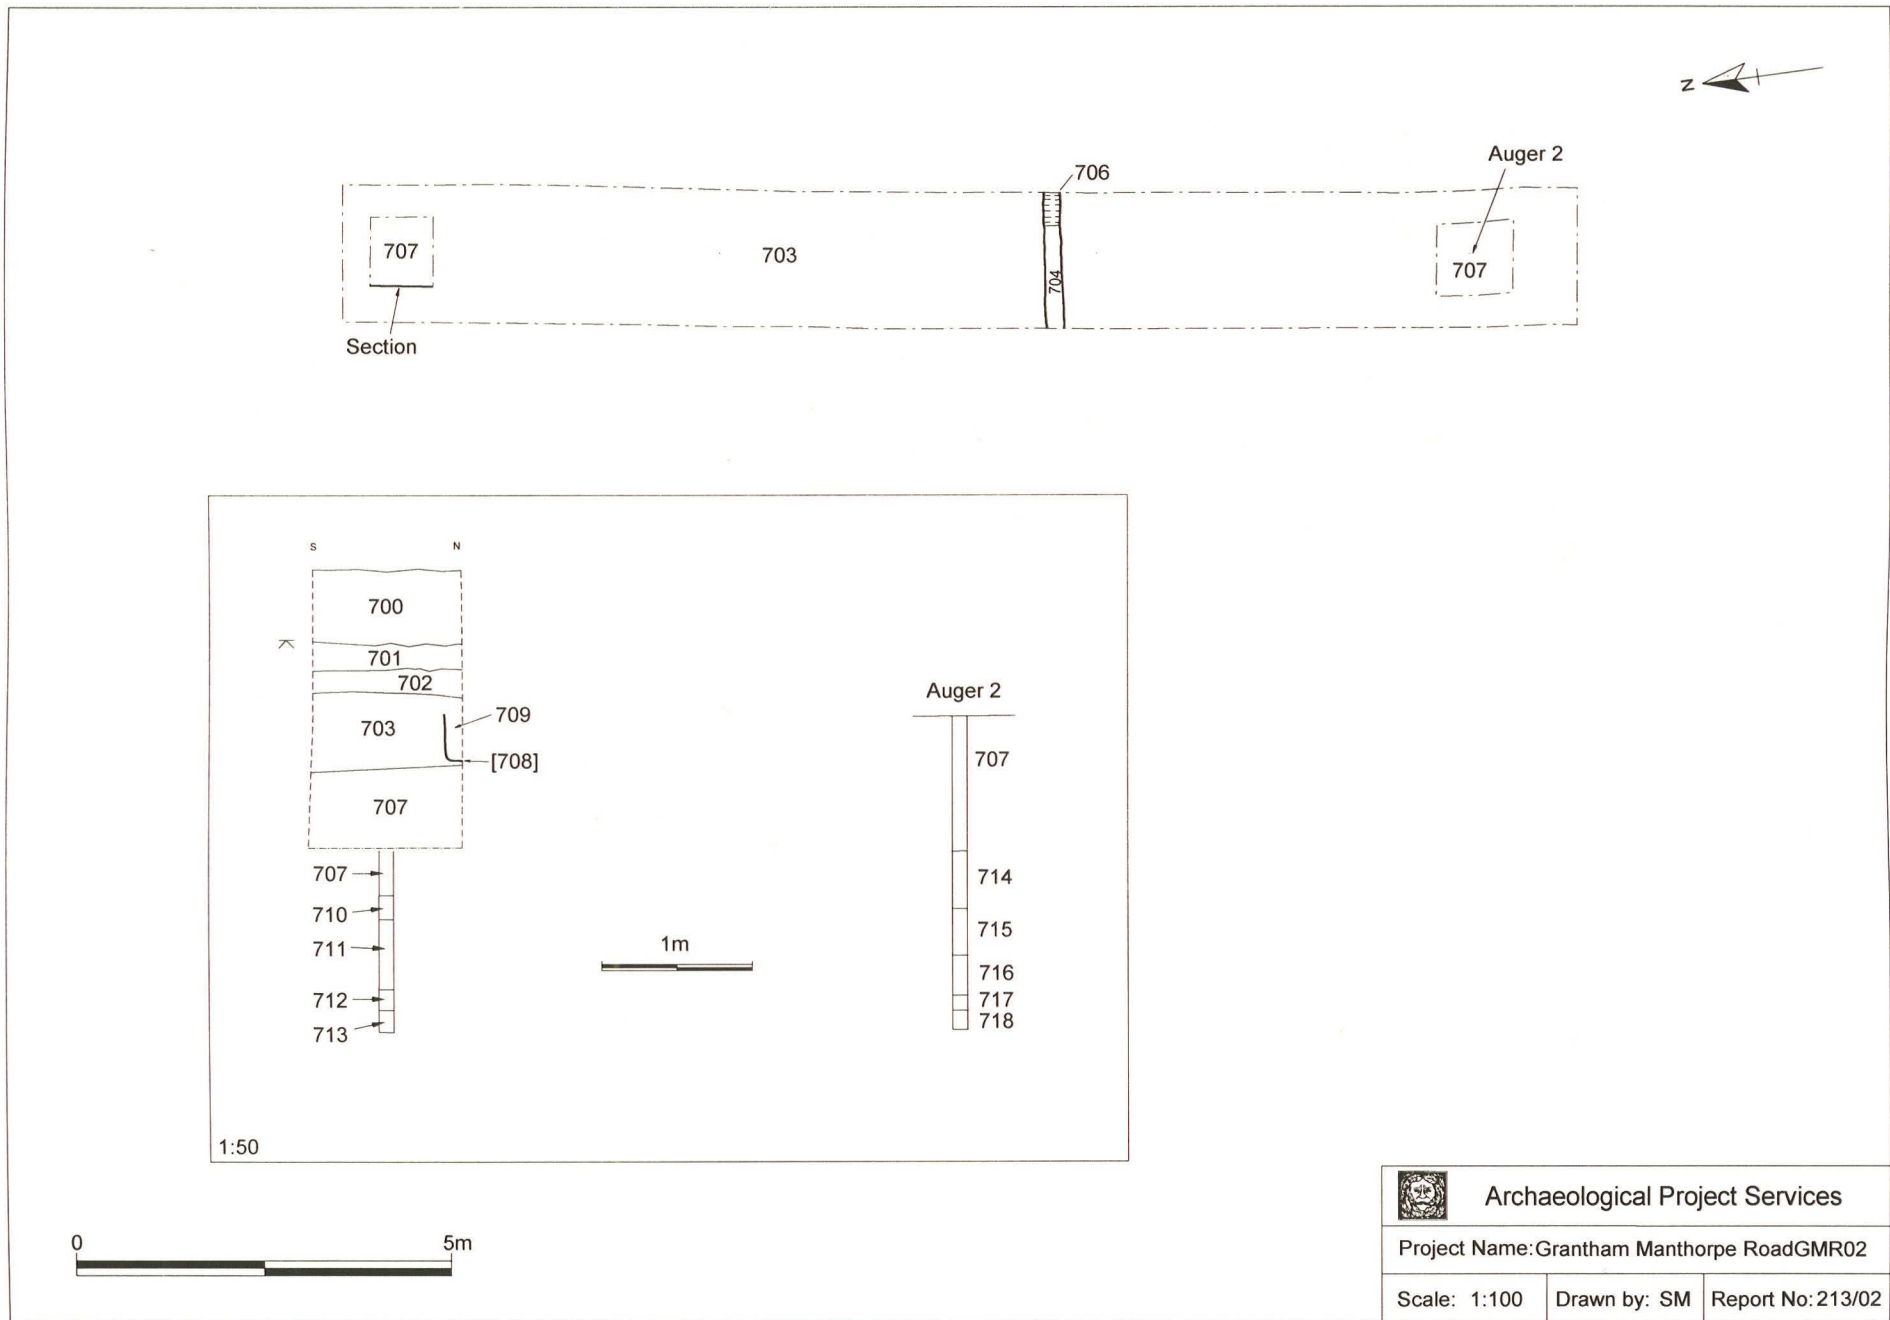 N
Auger 2
706
707
703
704
707
Section
S N
700
701
702
703
709
[708]
707
707
710
711
712
713
1m
Auger 2
707
714
715
716
717
718
1:50
0 5m
Archaeological Project Services
Project Name: Grantham Manthorpe RoadGMR02
Scale: 1:100 Drawn by: SM Report No: 213/02